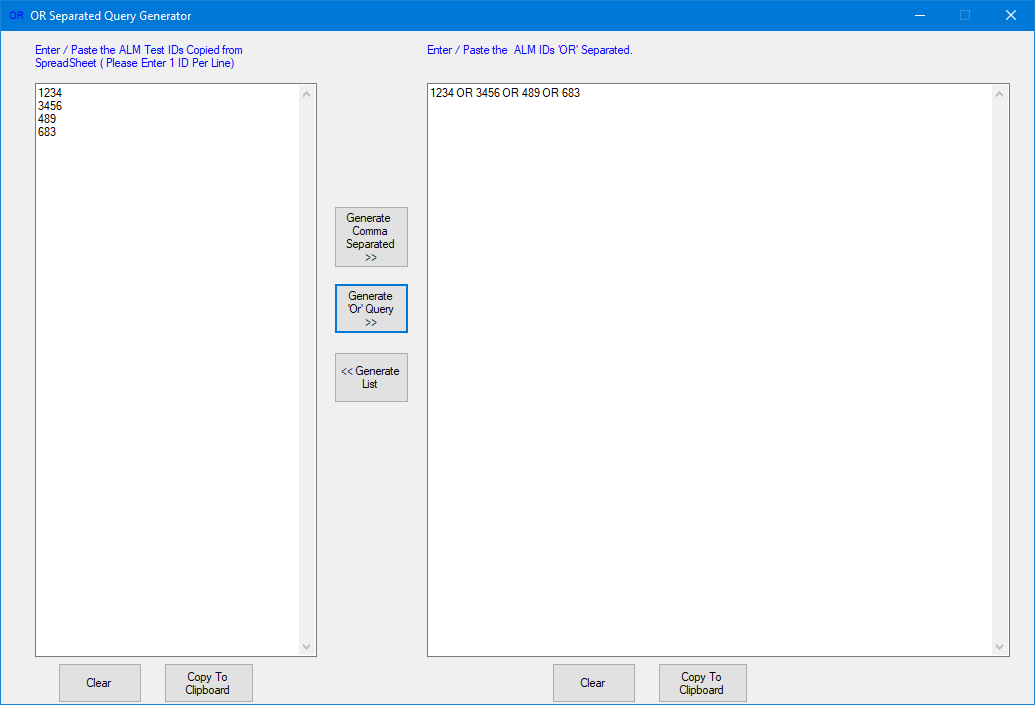 OR OR Separated Query Generator
Enter / Paste the ALM Test IDs Copied from
SpreadSheet ( Please Enter 1 ID Per Line)
Enter / Paste the  ALM IDs 'OR' Separated.
1234
3456
489
683
1234 OR 3456 OR 489 OR 683
Generate
Comma
Separated
>>
Generate
'Or' Query
>>
<< Generate
List
Clear
Copy To
Clipboard
Clear
Copy To
Clipboard